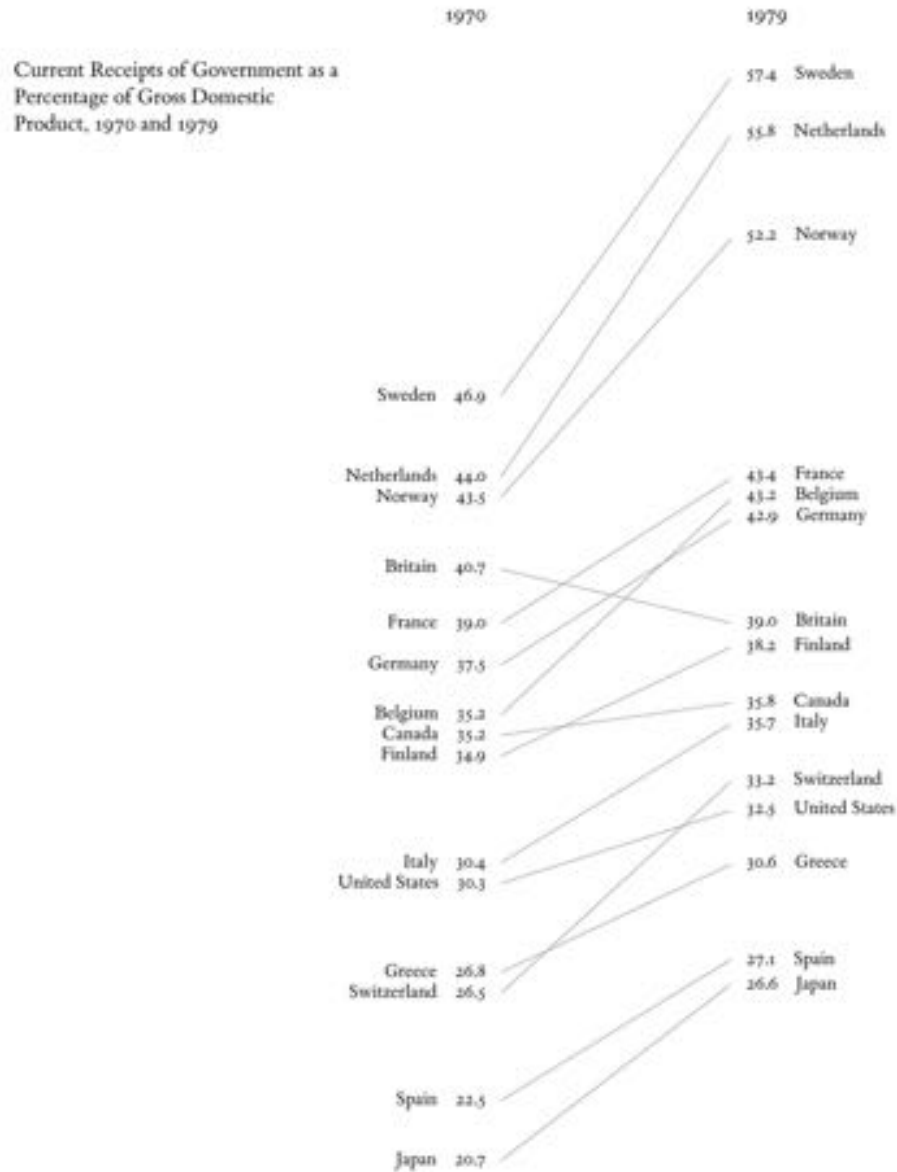 1970 1979
Current Receipts of Government as a
Percentage of Gross Domestic
Product, 1970 and 1979
57.4 Sweden
55.8 Netherlands
52.2 Norway
Sweden 46.9
Netherlands 44.0
43.4 France
Norway 43.5
43.2 Belgium
42.9 Germany
Britain 40.7
France 39.0
39.0 Britain
38.2 Finland
Germany 37.5
Belgium 35.2
35.8 Canada
Canada 35.2
35.7 Italy
Finland 34.9
33.2 Switzerland
32.5 United States
Italy 30.4
30.6 Greece
United States 30.3
27.1 Spain
Greece 26.8
26.6 Japan
Switzerland 26.5
Spain 22.5
Japan 20.7